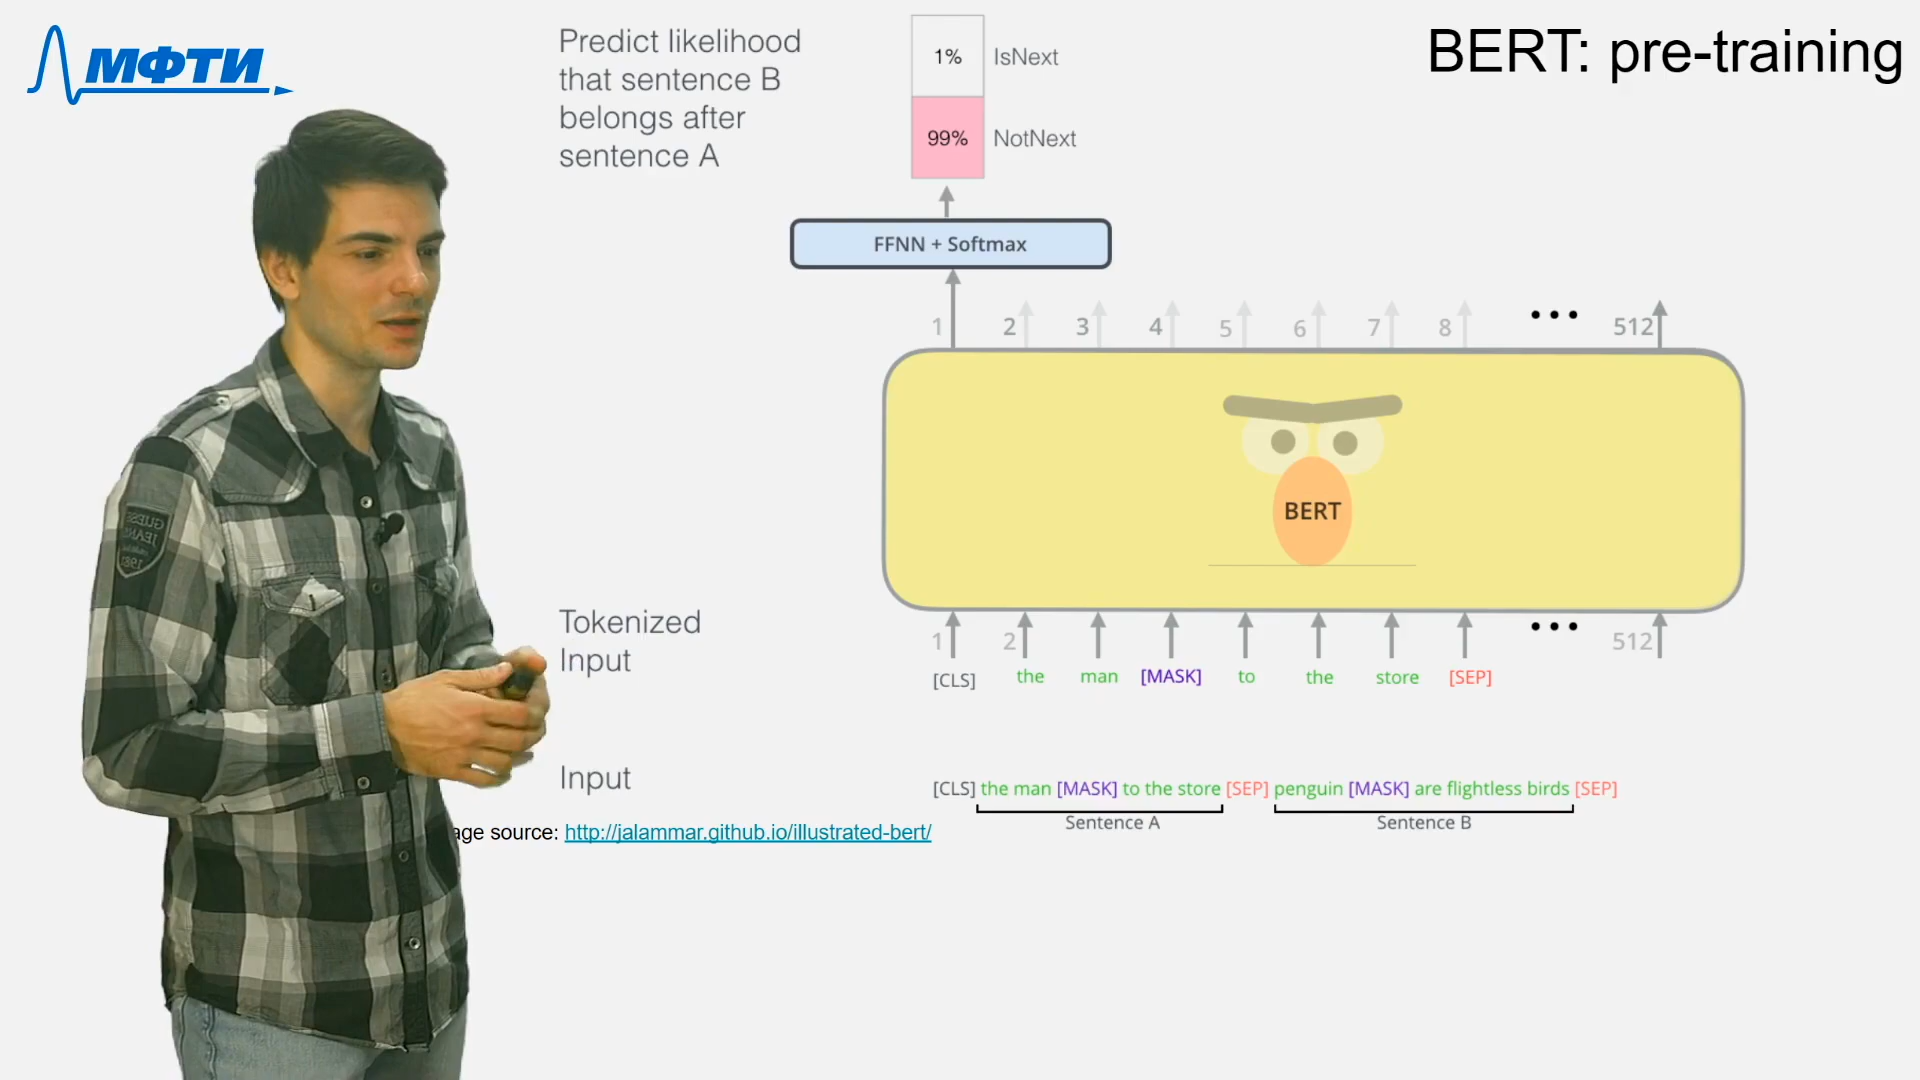 МФТИ
BERT: pre-training
Predict likelihood
that sentence B
belongs after
sentence A
1% IsNext
99% NotNext
FFNN + Softmax
1 2 3 4 5 6 7 8 ••• 512
BERT
Tokenized
Input
1 2 ••• 512
[CLS] the man [MASK] to the store [SEP]
Input
[CLS] the man [MASK] to the store [SEP] penguin [MASK] are flightless birds [SEP]
Sentence A Sentence B
age source: http://jalammar.github.io/illustrated-bert/
GUESS
JEANS
1981